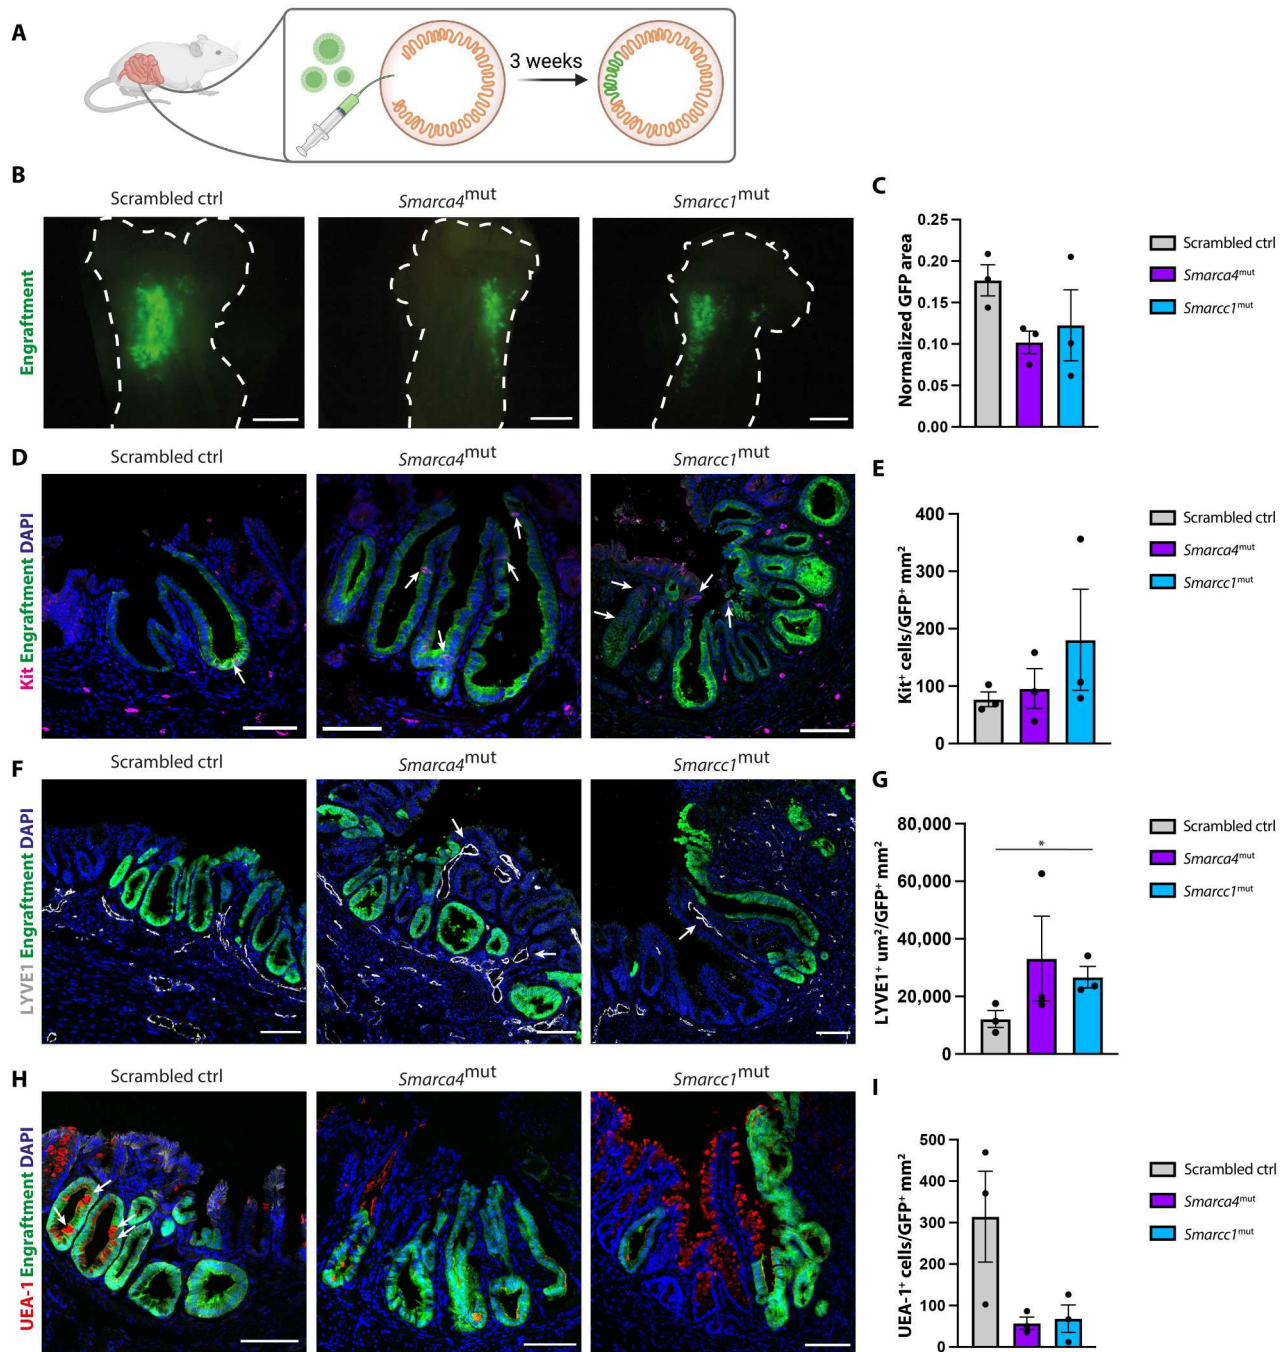 A
3 weeks
B
Scrambled ctrl
Smarca4mut
Smarcc1mut
Engraftment
C
Normalized GFP area
0.25
0.20
0.15
0.10
0.05
0.00
Scrambled ctrl
Smarca4mut
Smarcc1mut
D
Scrambled ctrl
Smarca4mut
Smarcc1mut
Kit Engraftment DAPI
E
Kit+ cells/GFP+ mm2
400
300
200
100
0
Scrambled ctrl
Smarca4mut
Smarcc1mut
F
Scrambled ctrl
Smarca4mut
Smarcc1mut
LYVE1 Engraftment DAPI
G
LYVE1+ um2/GFP+ mm2
80,000
60,000
40,000
20,000
0
*
Scrambled ctrl
Smarca4mut
Smarcc1mut
H
Scrambled ctrl
Smarca4mut
Smarcc1mut
UEA-1 Engraftment DAPI
I
UEA-1+ cells/GFP+ mm2
500
400
300
200
100
0
Scrambled ctrl
Smarca4mut
Smarcc1mut